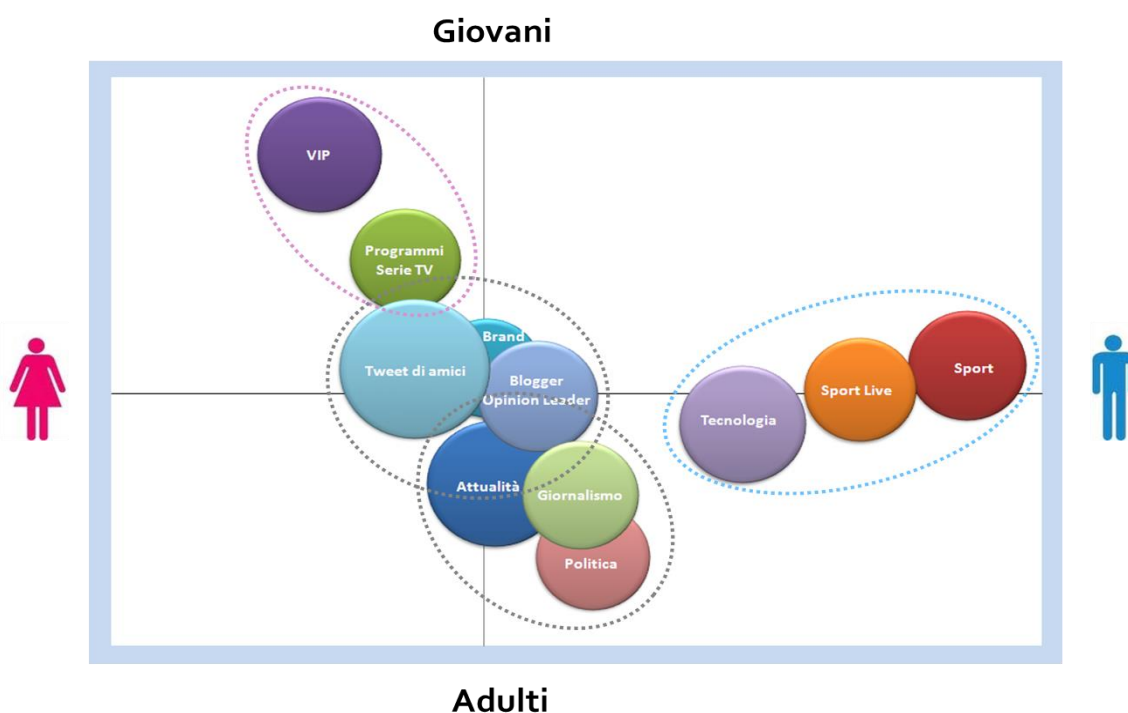 Giovani
VIP
Programmi
Serie TV
Brand
Tweet di amici
Blogger
Opinion Leader
Sport
Sport Live
Tecnologia
Attualità
Giornalismo
Politica
Adulti